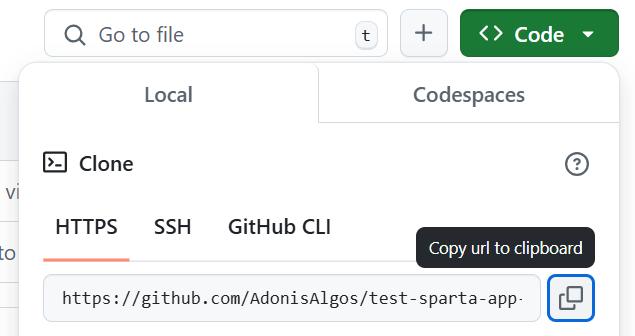 Go to file t + <> Code
Local Codespaces
Clone ?
vi
HTTPS SSH GitHub CLI
to
Copy url to clipboard
https://github.com/AdonisAlgos/test-sparta-app-